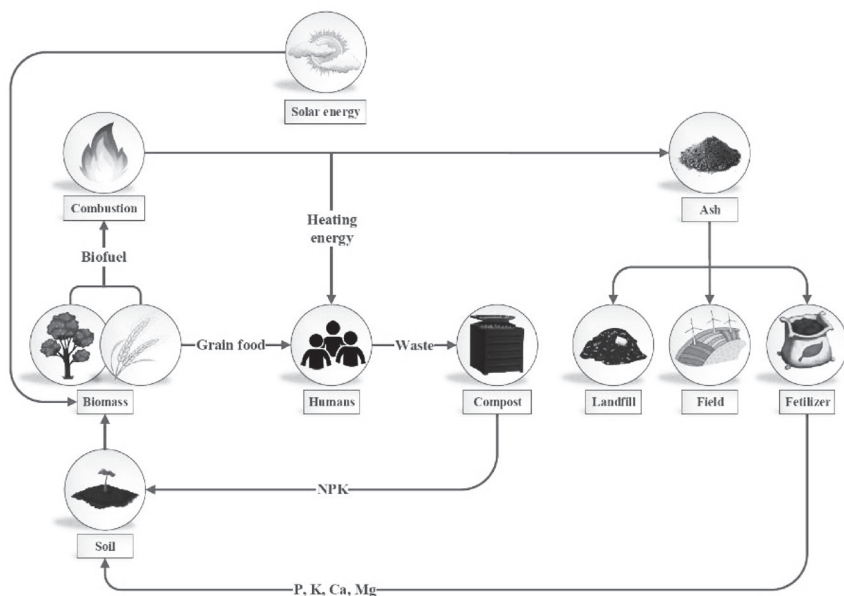 Solar energy
Combustion
Ash
Heating
energy
Biofuel
Grain food
Waste
Biomass
Humans
Compost
Landfill
Field
Fetilizer
NPK
Soil
P, K, Ca, Mg